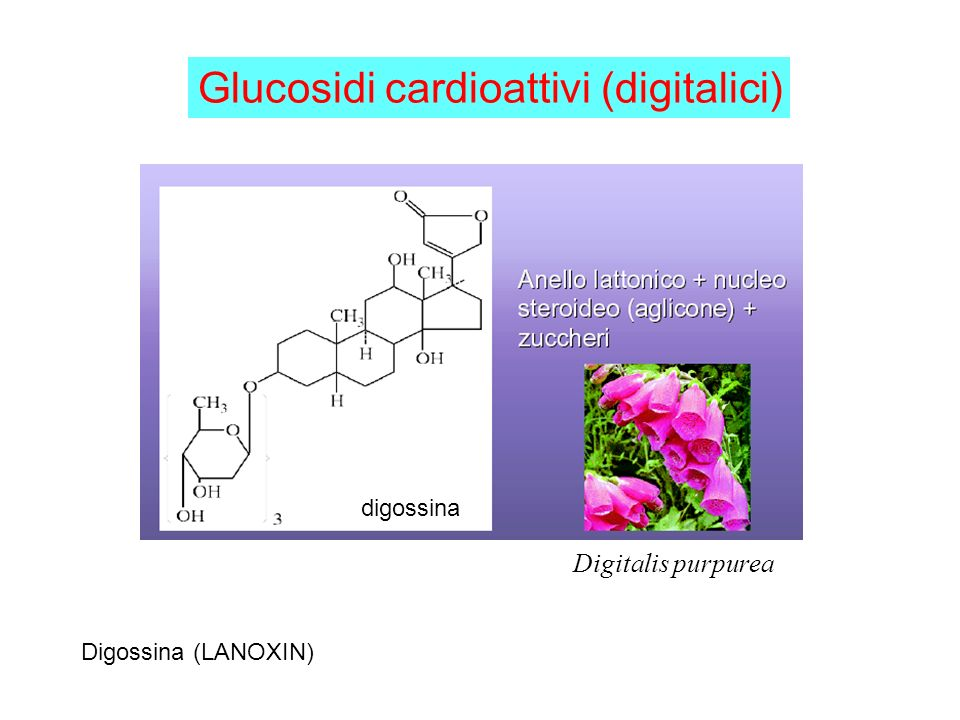 Glucosidi cardioattivi (digitalici)
O
O
OH
CH3
CH3
H
OH
O
H
CH3
O
OH
OH
3
digossina
Anello lattonico + nucleo
steroideo (aglicone) +
zuccheri
Digitalis purpurea
Digossina (LANOXIN)